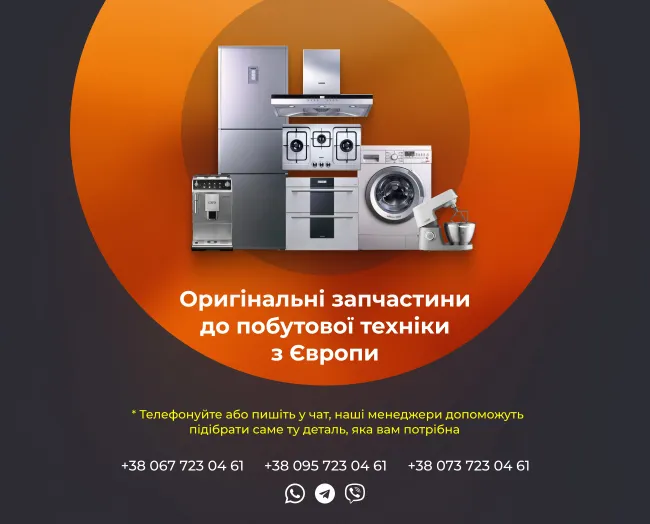 Оригінальні запчастини
до побутової техніки
з Європи
* Телефонуйте або пишіть у чат, наші менеджери допоможуть
підібрати саме ту деталь, яка вам потрібна
+38 067 723 04 61 +38 095 723 04 61 +38 073 723 04 61